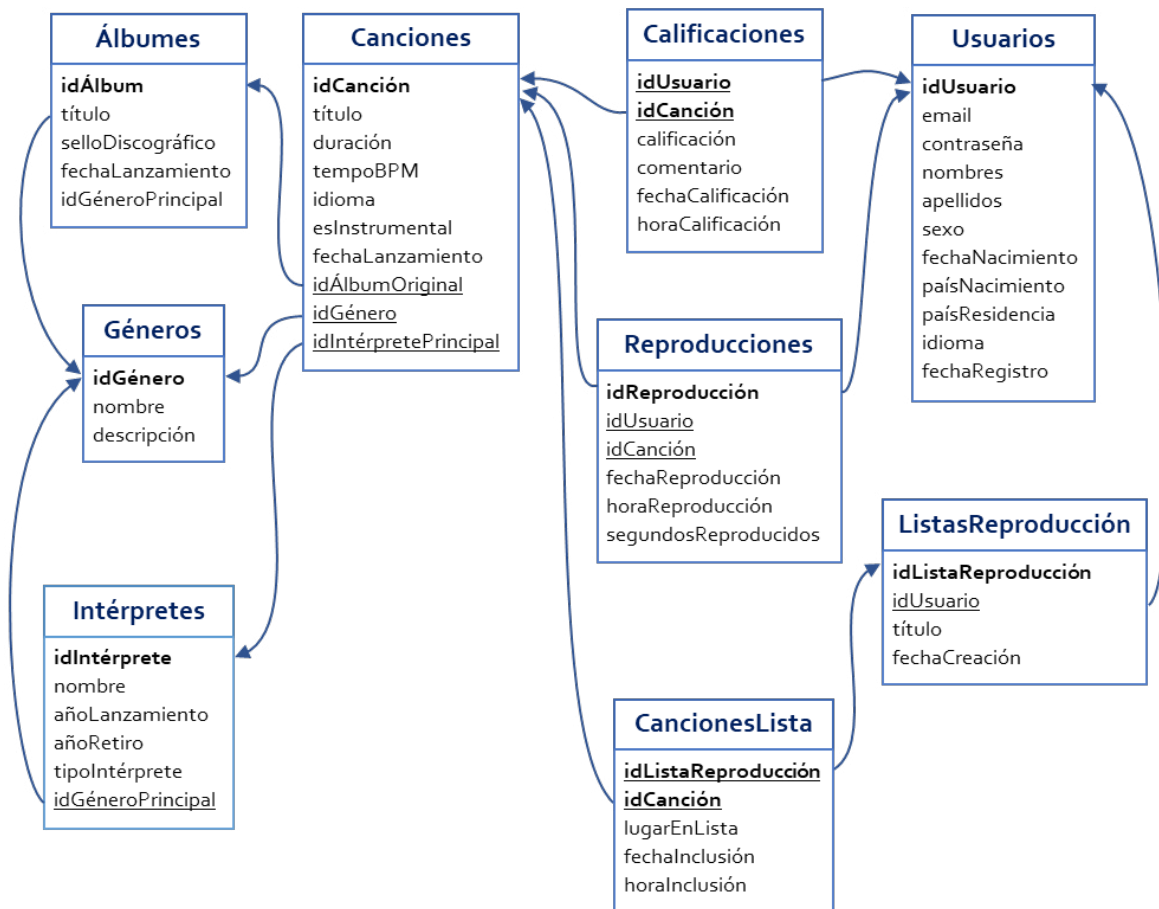 Álbumes
idÁlbum
título
selloDiscográfico
fechaLanzamiento
idGéneroPrincipal
Canciones
idCanción
título
duración
tempoBPM
idioma
esInstrumental
fechaLanzamiento
idÁlbumOriginal
idGénero
idIntérpretePrincipal
Calificaciones
idUsuario
idCanción
calificación
comentario
fechaCalificación
horaCalificación
Usuarios
idUsuario
email
contraseña
nombres
apellidos
sexo
fechaNacimiento
paísNacimiento
paísResidencia
idioma
fechaRegistro
Géneros
idGénero
nombre
descripción
Reproducciones
idReproducción
idUsuario
idCanción
fechaReproducción
horaReproducción
segundosReproducidos
ListasReproducción
idListaReproducción
idUsuario
título
fechaCreación
Intérpretes
idIntérprete
nombre
añoLanzamiento
añoRetiro
tipoIntérprete
idGéneroPrincipal
CancionesLista
idListaReproducción
idCanción
lugarEnLista
fechaInclusión
horaInclusión